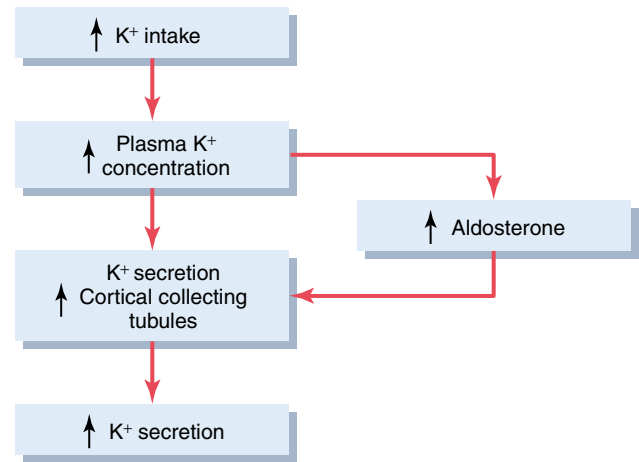 ↑ K⁺ intake
↑ Plasma K⁺
concentration
↑ Aldosterone
↑ K⁺ secretion
Cortical collecting
tubules
↑ K⁺ secretion